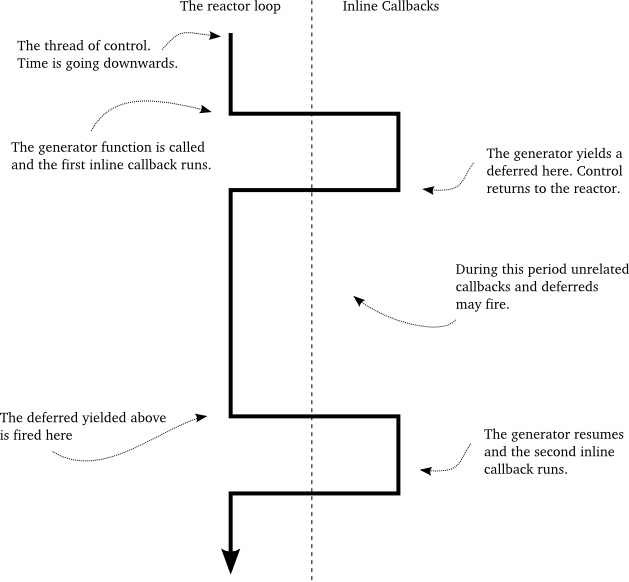 The reactor loop
Inline Callbacks
The thread of control.
Time is going downwards.
The generator function is called
and the first inline callback runs.
The generator yields a
deferred here. Control
returns to the reactor.
During this period unrelated
callbacks and deferreds
may fire.
The deferred yielded above
is fired here
The generator resumes
and the second inline
callback runs.